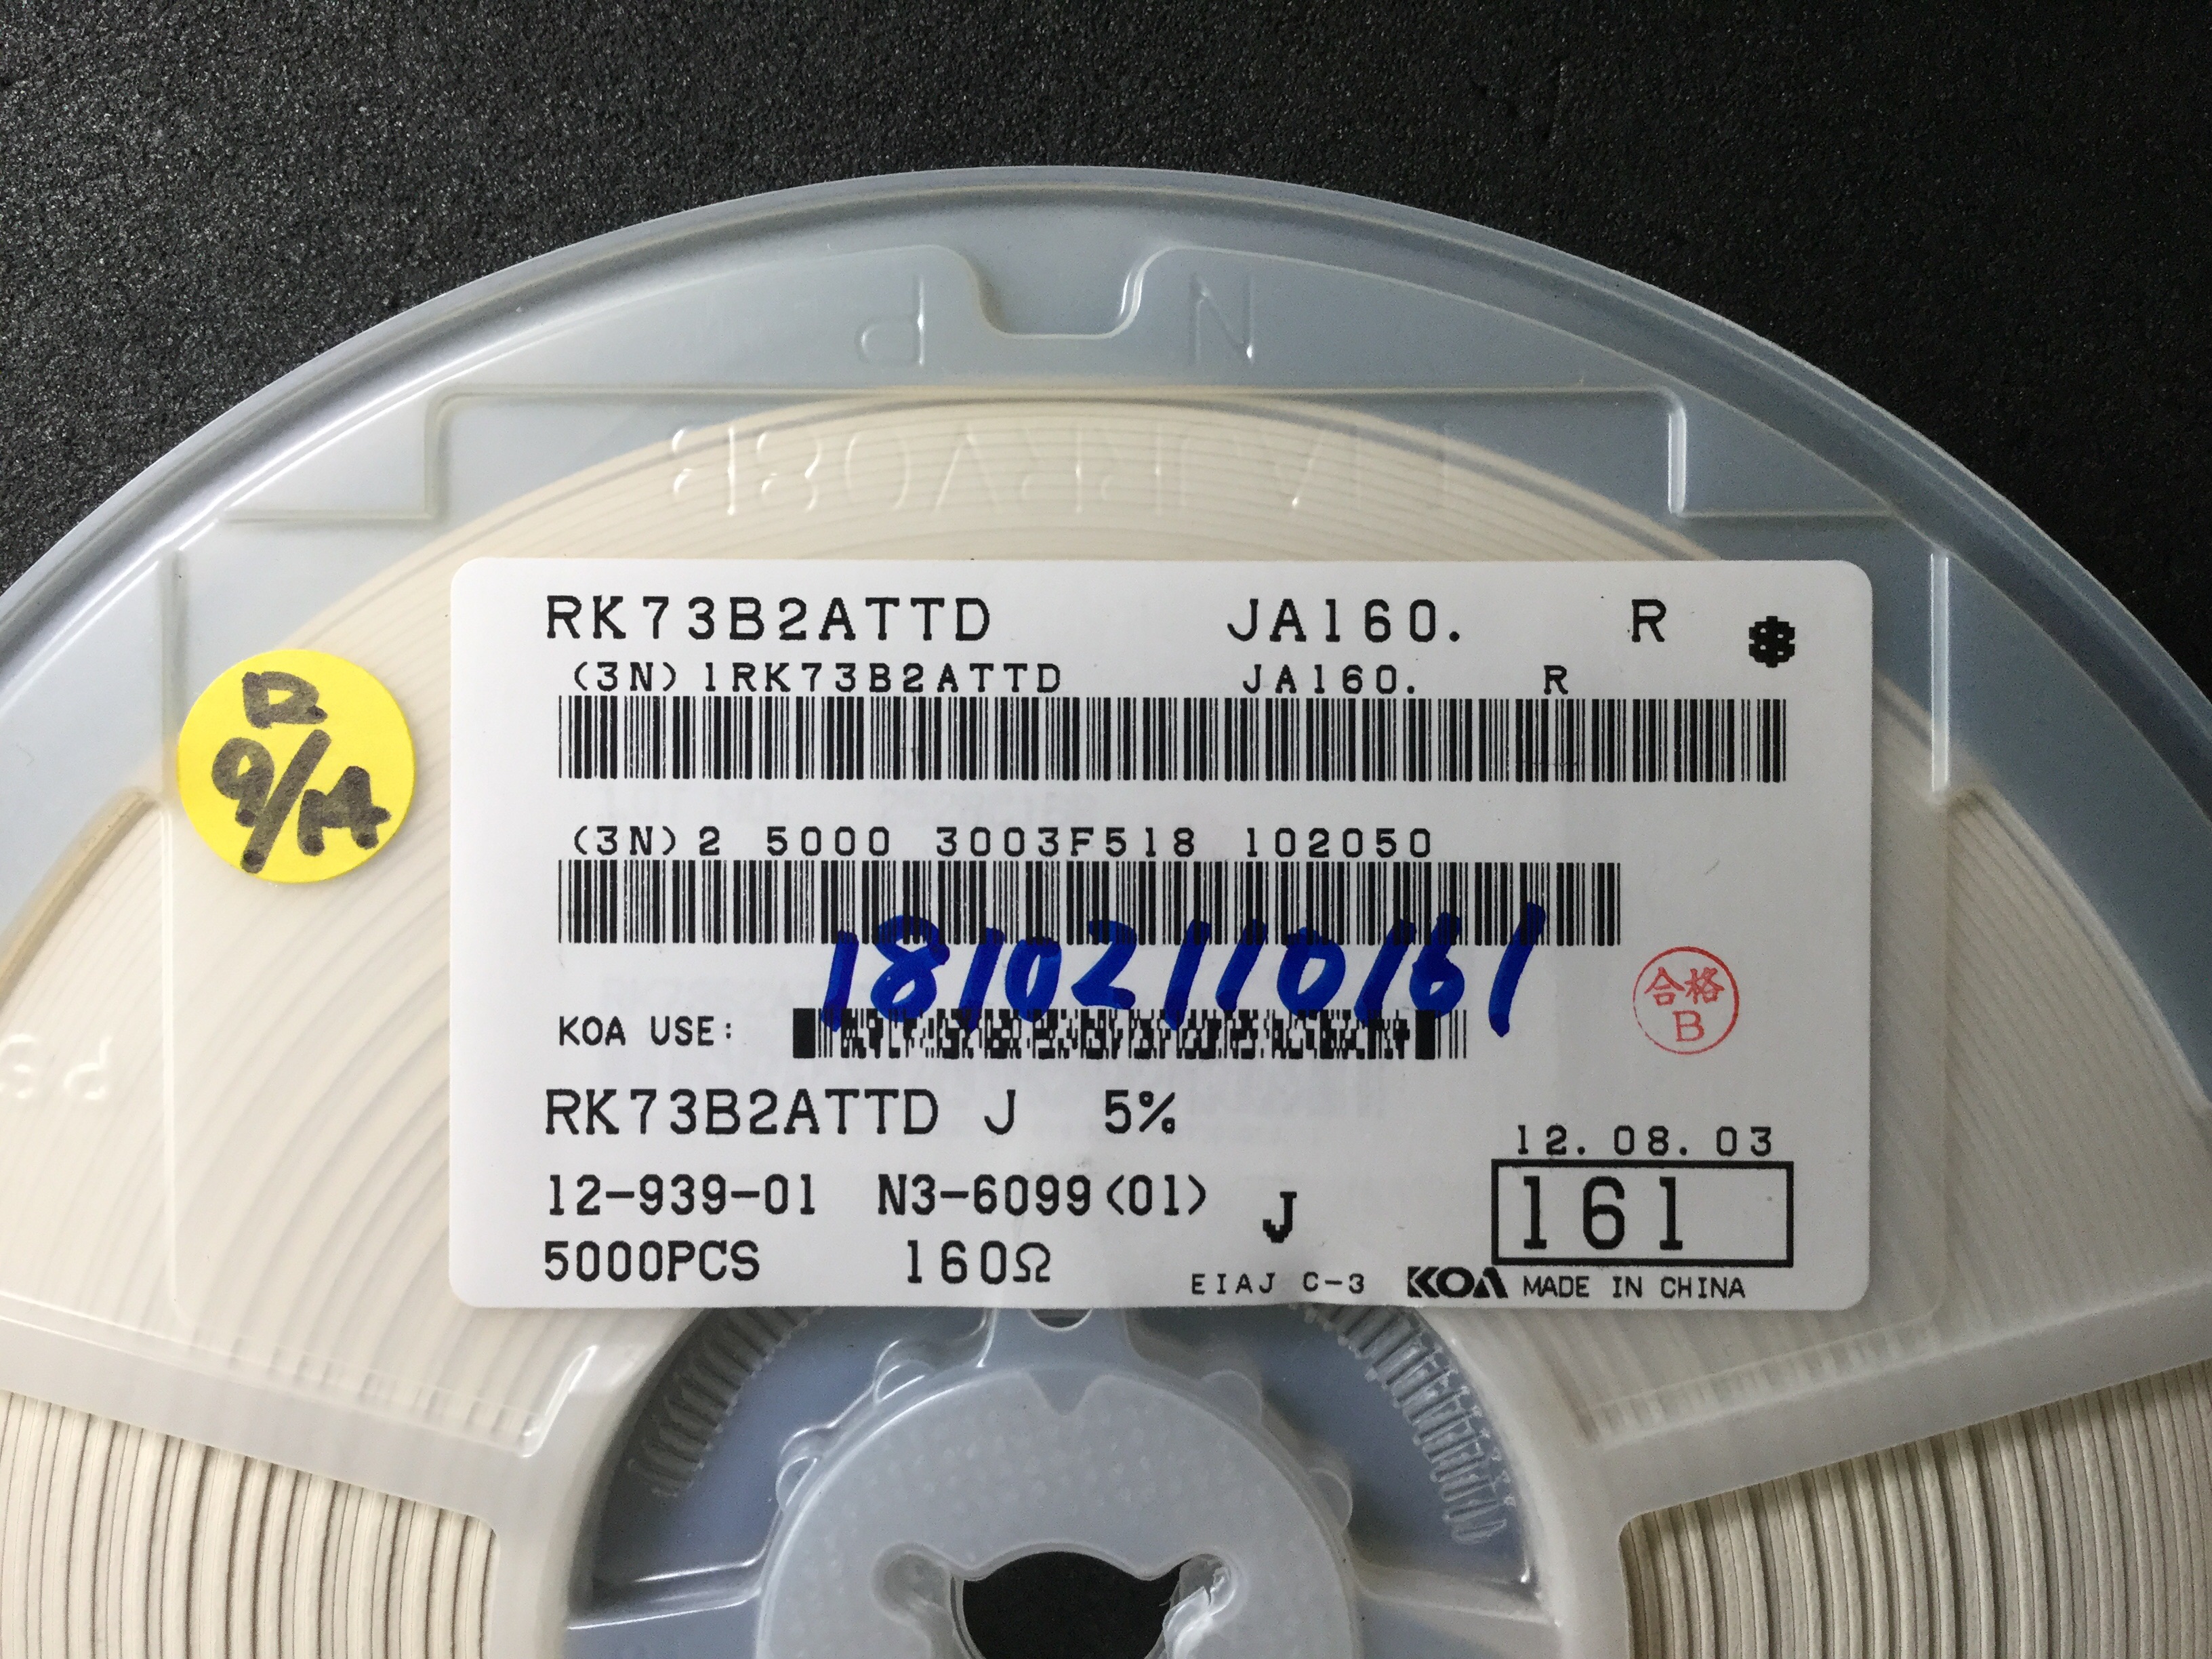 P N
RK73B2ATTD JA160. R
(3N)1RK73B2ATTD JA160. R
(3N)2 5000 3003F518 102050
18102110161
KOA USE:
合格
B
RK73B2ATTD J 5%
12.08.03
12-939-01 N3-6099(01) J
161
5000PCS 160Ω
EIAJ C-3 KOA MADE IN CHINA